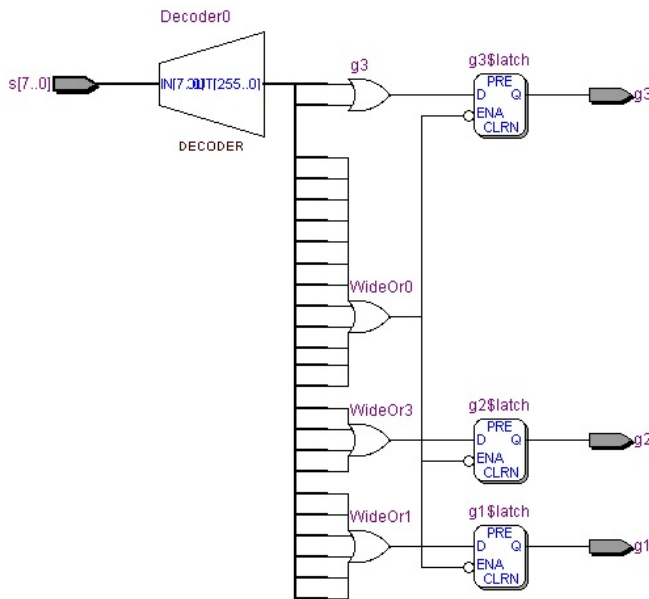 Decoder0
s[7..0]
IN[7..0]
OUT[255..0]
DECODER
g3
g3$latch
PRE
D Q
ENA
CLRN
g3
WideOr0
WideOr3
g2$latch
PRE
D Q
ENA
CLRN
g2
WideOr1
g1$latch
PRE
D Q
ENA
CLRN
g1